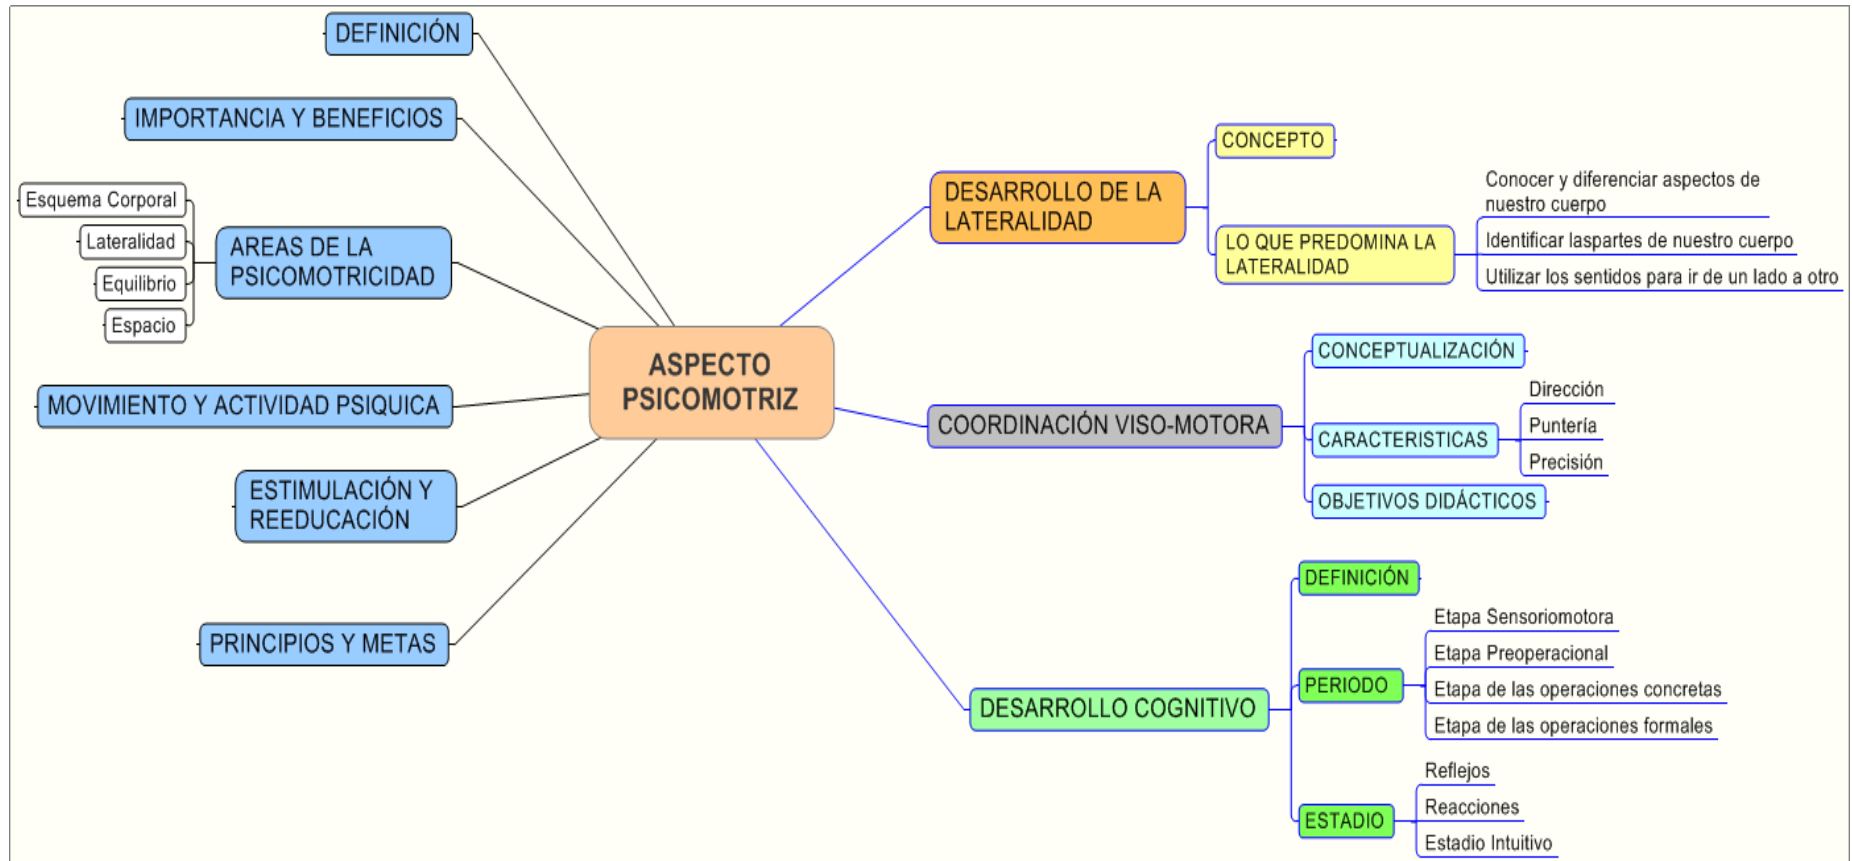 DEFINICIÓN
IMPORTANCIA Y BENEFICIOS
Esquema Corporal
Lateralidad
Equilibrio
Espacio
AREAS DE LA
PSICOMOTRICIDAD
MOVIMIENTO Y ACTIVIDAD PSIQUICA
ESTIMULACIÓN Y
REEDUCACIÓN
PRINCIPIOS Y METAS
ASPECTO
PSICOMOTRIZ
DESARROLLO DE LA
LATERALIDAD
CONCEPTO
LO QUE PREDOMINA LA
LATERALIDAD
Conocer y diferenciar aspectos de
nuestro cuerpo
Identificar laspartes de nuestro cuerpo
Utilizar los sentidos para ir de un lado a otro
COORDINACIÓN VISO-MOTORA
CONCEPTUALIZACIÓN
CARACTERISTICAS
Dirección
Puntería
Precisión
OBJETIVOS DIDÁCTICOS
DESARROLLO COGNITIVO
DEFINICIÓN
PERIODO
Etapa Sensoriomotora
Etapa Preoperacional
Etapa de las operaciones concretas
Etapa de las operaciones formales
ESTADIO
Reflejos
Reacciones
Estadio Intuitivo